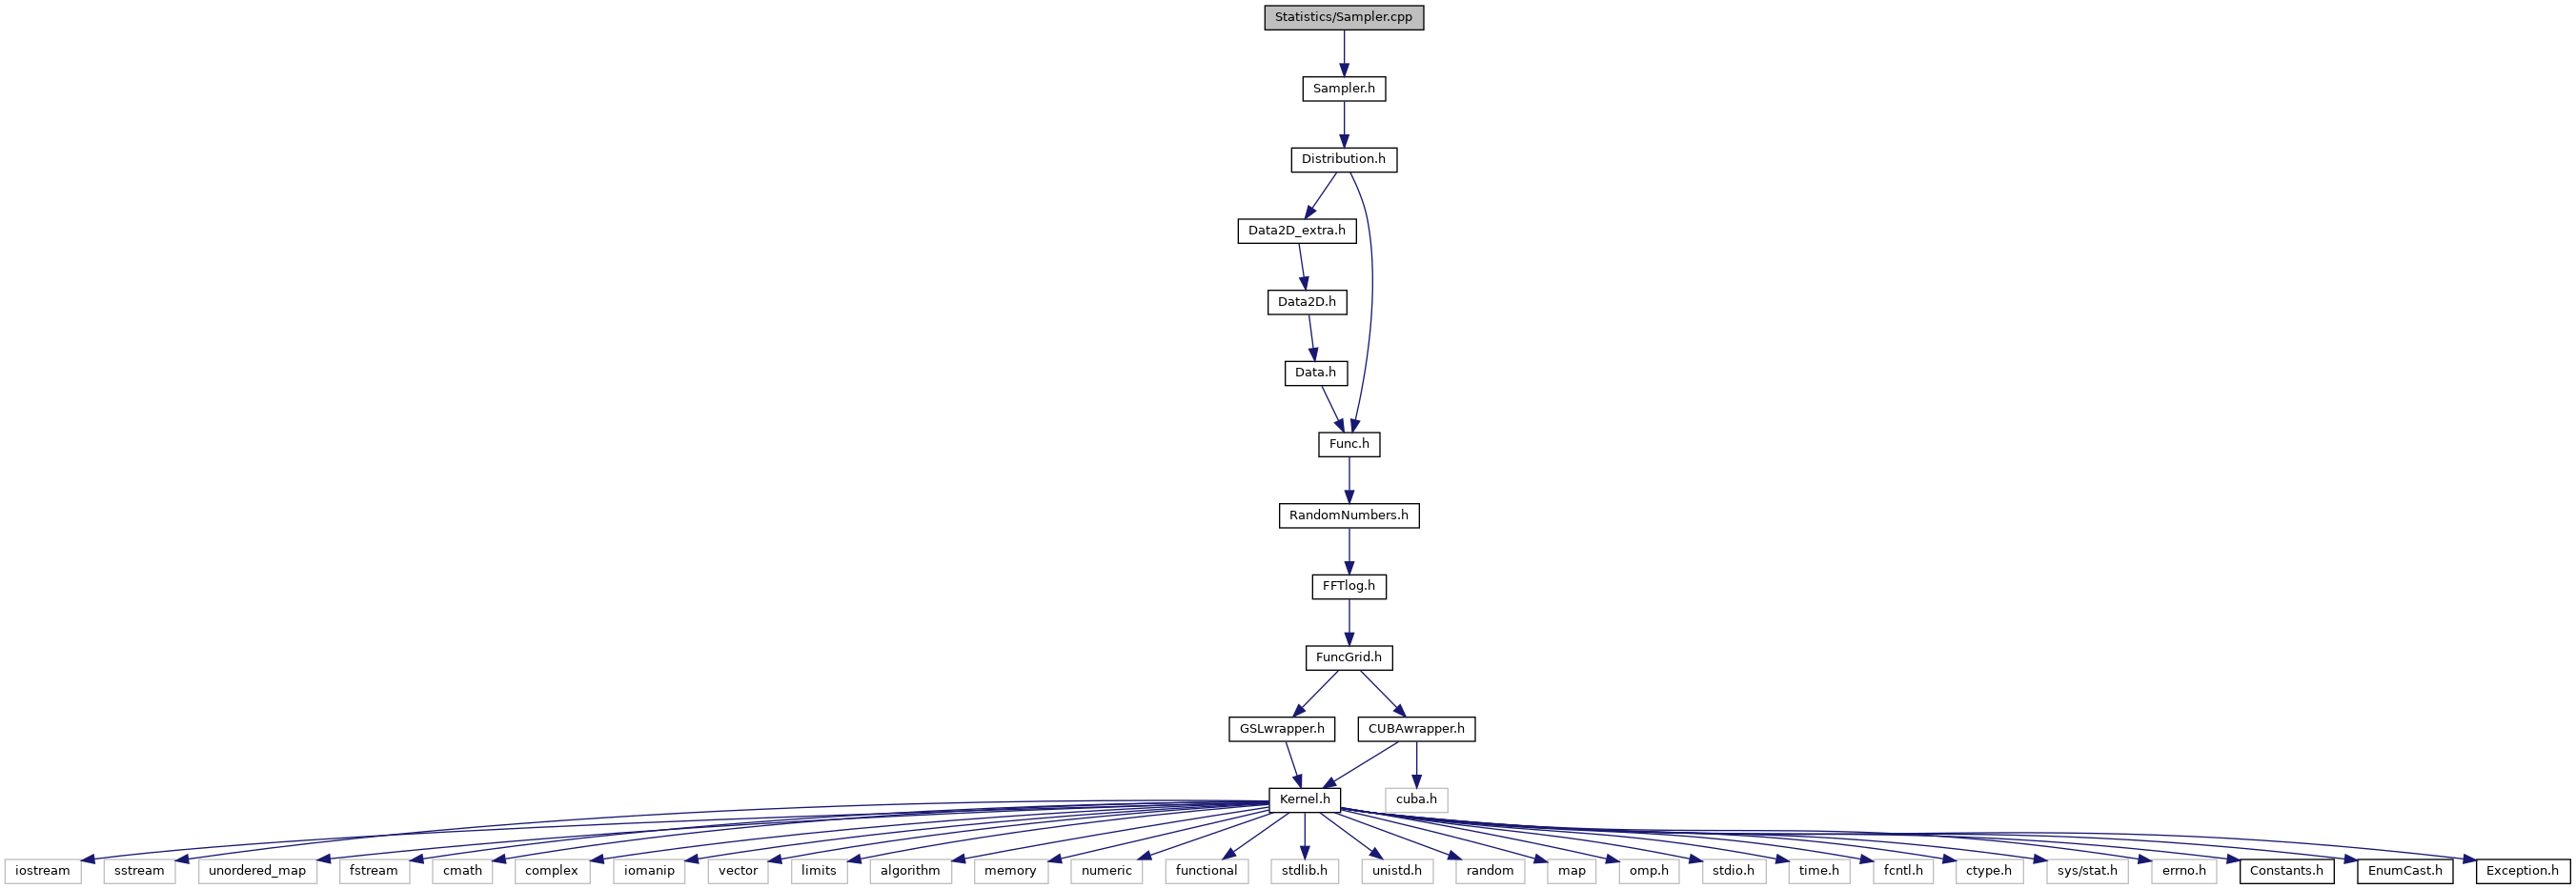 Statistics/Sampler.cpp
Sampler.h
Distribution.h
Data2D_extra.h
Data2D.h
Data.h
Func.h
RandomNumbers.h
FFTlog.h
FuncGrid.h
GSLwrapper.h
CUBAwrapper.h
Kernel.h
cuba.h
iostream
sstream
unordered_map
fstream
cmath
complex
iomanip
vector
limits
algorithm
memory
numeric
functional
stdlib.h
unistd.h
random
map
omp.h
stdio.h
time.h
fcntl.h
ctype.h
sys/stat.h
errno.h
Constants.h
EnumCast.h
Exception.h